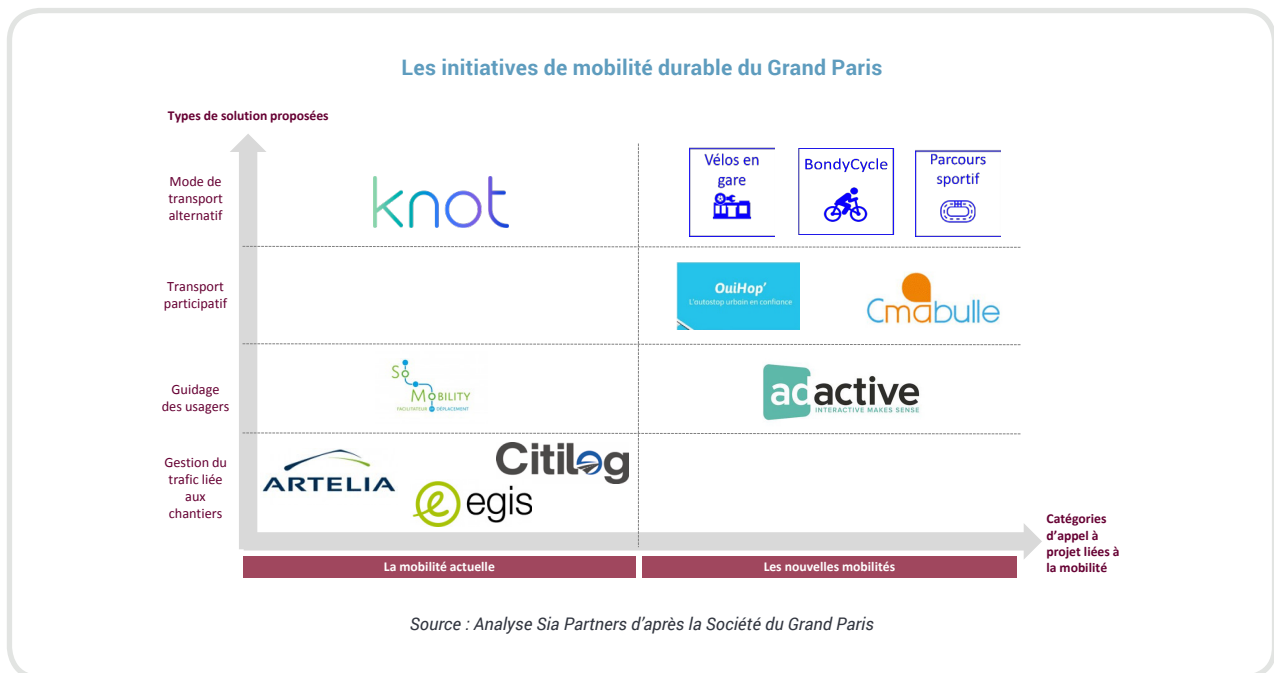 Les initiatives de mobilité durable du Grand Paris
Types de solution proposées
Mode de
transport
alternatif
knot
Vélos en
gare
BondyCycle
Parcours
sportif
Transport
participatif
OuiHop'
L'autostop urbain en confiance
Cmabulle
Guidage
des usagers
So
MOBILITY
FACILITATEUR DE DÉPLACEMENT
adactive
INTERACTIVE MAKES SENSE
Gestion du
trafic liée
aux
chantiers
ARTELIA
Citilog
e egis
Catégories
d'appel à
projet liées à
la mobilité
La mobilité actuelle
Les nouvelles mobilités
Source : Analyse Sia Partners d'après la Société du Grand Paris